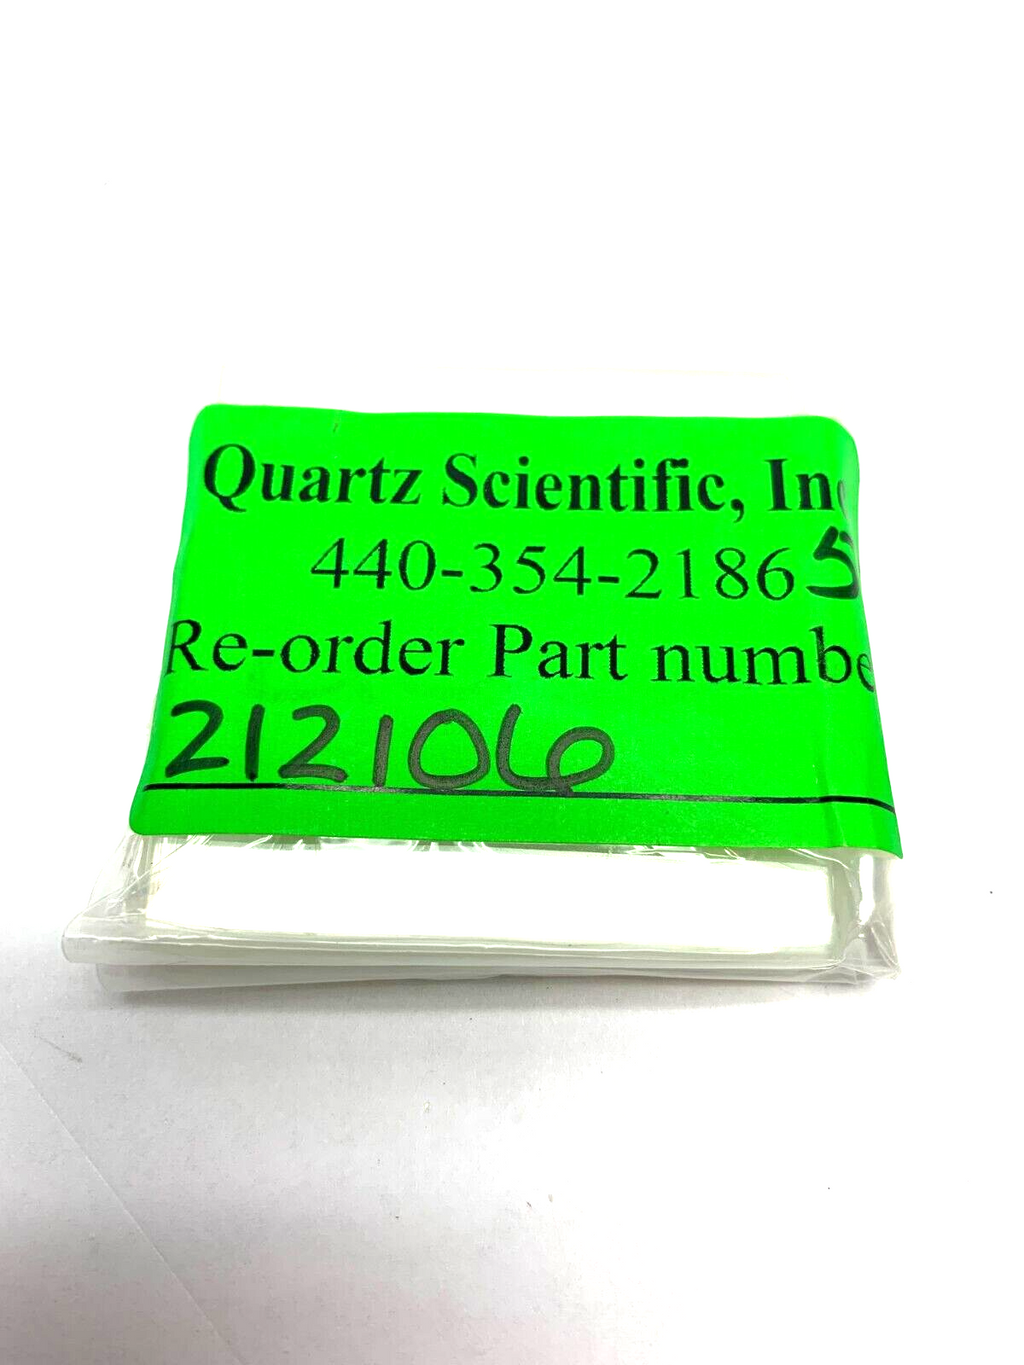 Quartz Scientific, Inc
440-354-2186 5
Re-order Part numbe
212106